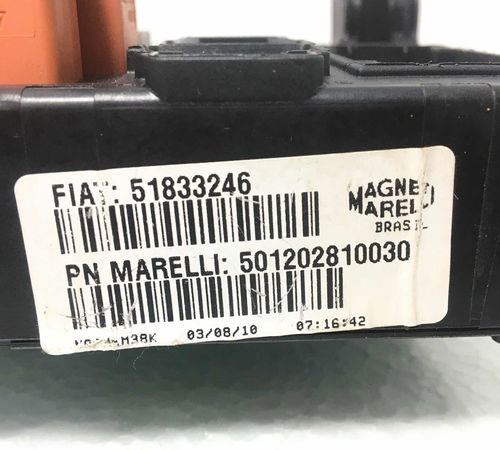 FIAT: 51833246
MAGNETI
MARELLI
BRASIL
PN MARELLI: 501202810030
03/08/10 07:16:42